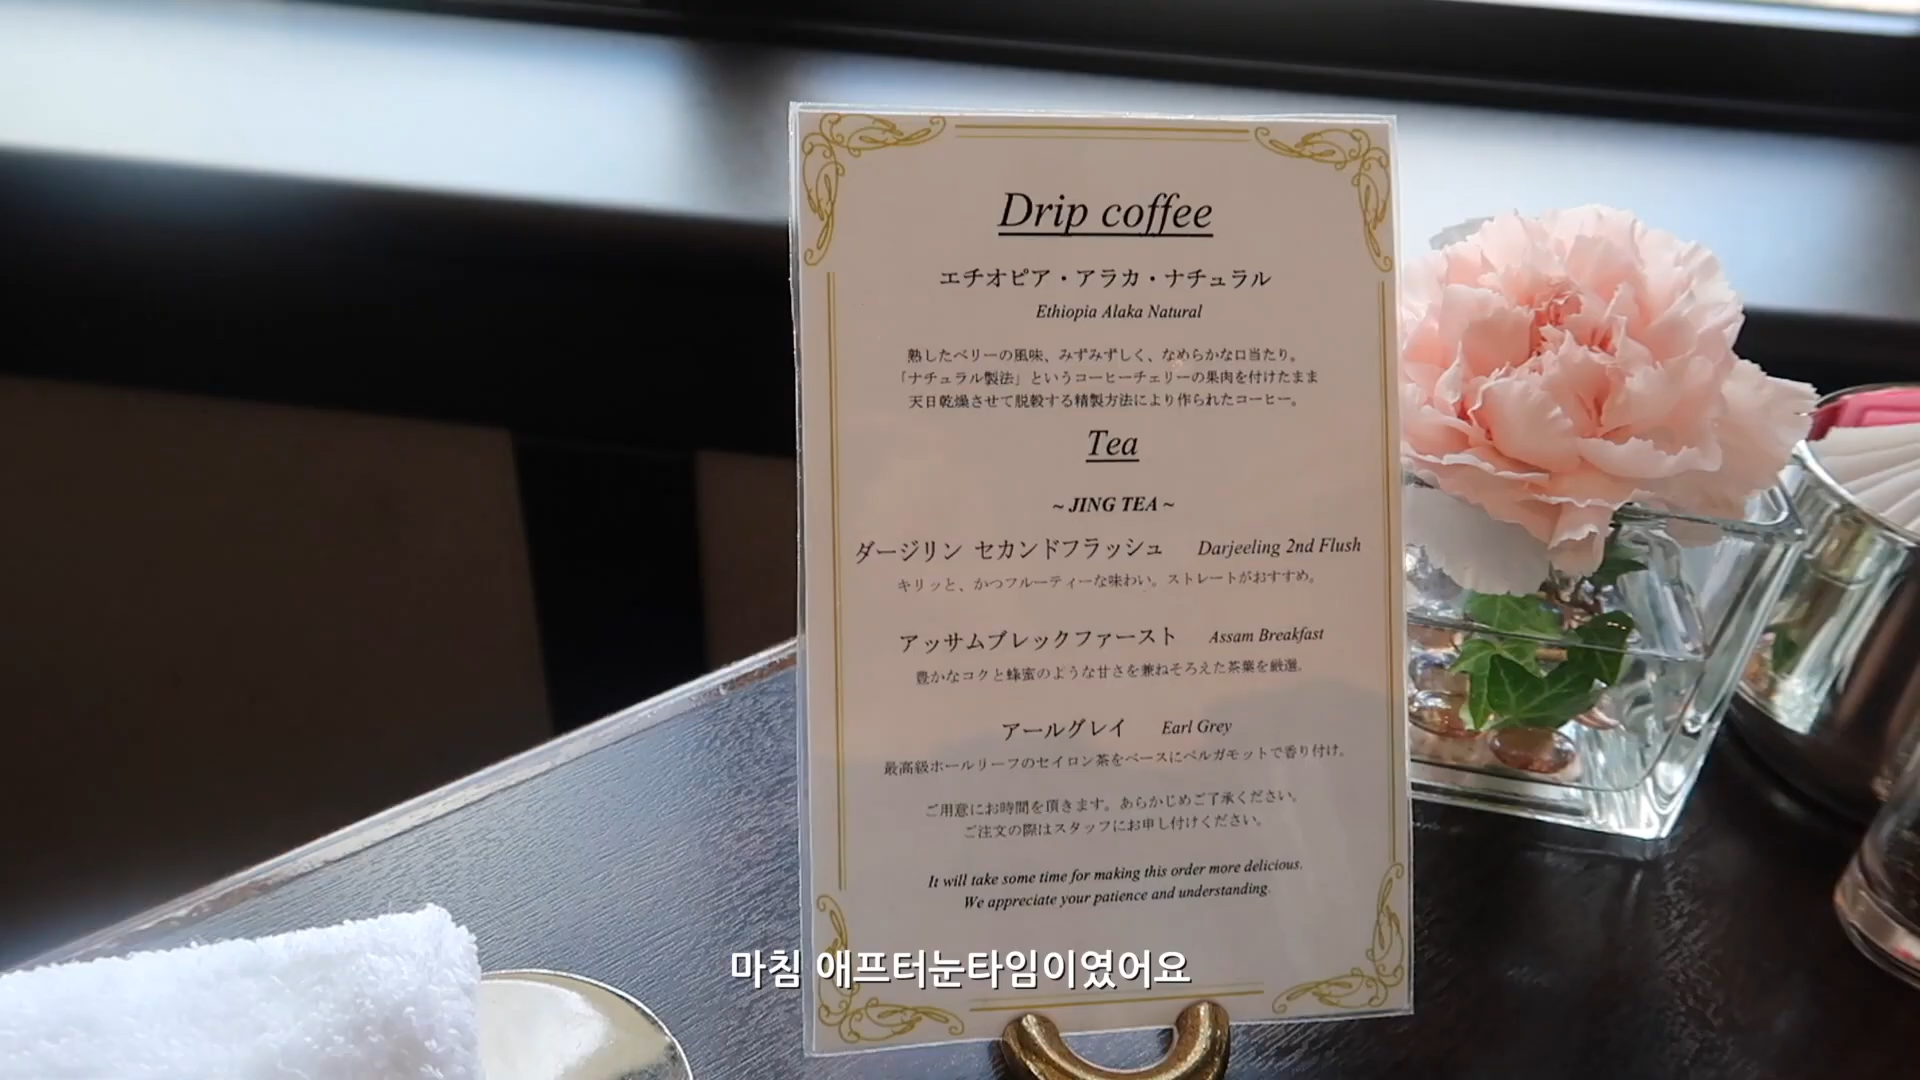 Drip coffee
エチオピア・アラカ・ナチュラル
Ethiopia Alaka Natural
熟したベリーの風味、みずみずしく、なめらかな口当たり。
「ナチュラル製法」というコーヒーチェリーの果肉を付けたまま
天日乾燥させて脱穀する精製方法により作られたコーヒー。
Tea
~ JING TEA ~
ダージリン セカンドフラッシュ Darjeeling 2nd Flush
キリッと、かつフルーティーな味わい。ストレートがおすすめ。
アッサムブレックファースト Assam Breakfast
豊かなコクと蜂蜜のような甘さを兼ねそろえた茶葉を厳選。
アールグレイ Earl Grey
最高級ホールリーフのセイロン茶をベースにベルガモットで香り付け。
ご用意にお時間を頂きます。あらかじめご了承ください。
ご注文の際はスタッフにお申し付けください。
It will take some time for making this order more delicious.
We appreciate your patience and understanding.
마침 애프터눈타임이였어요